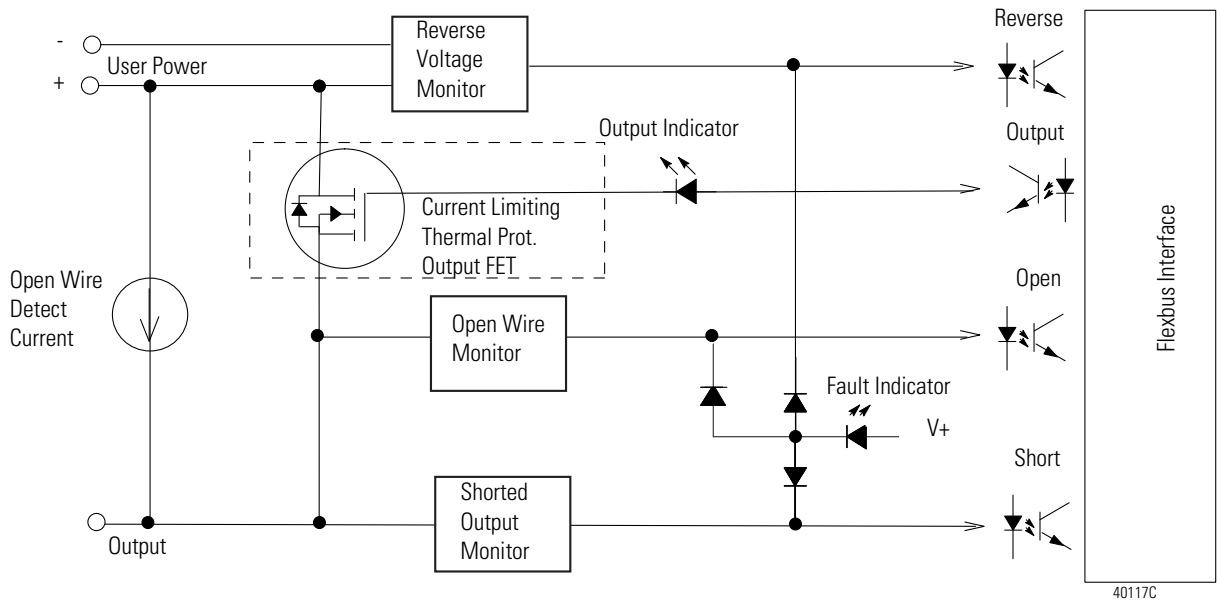 Reverse
-
Reverse
Voltage
Monitor
User Power
+
Output Indicator
Output
Current Limiting
Thermal Prot.
Output FET
Open Wire
Detect
Current
Open
Open Wire
Monitor
Fault Indicator
V+
Short
Shorted
Output
Monitor
Output
Flexbus Interface
40117C